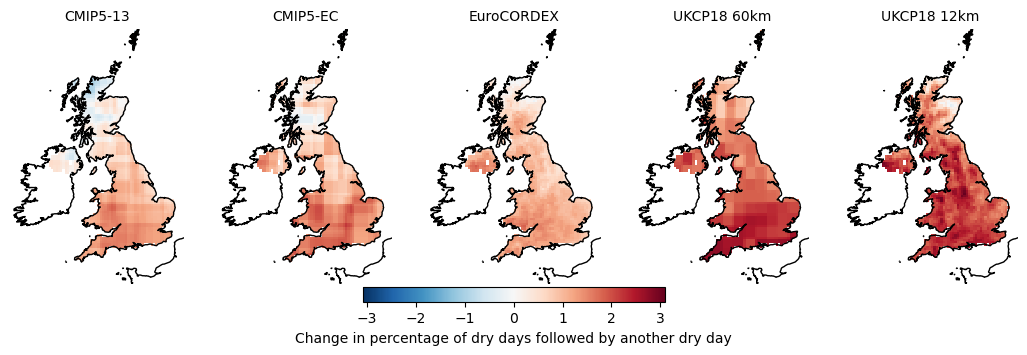 CMIP5-13 CMIP5-EC EuroCORDEX UKCP18 60km UKCP18 12km
−3 −2 −1 0 1 2 3
Change in percentage of dry days followed by another dry day